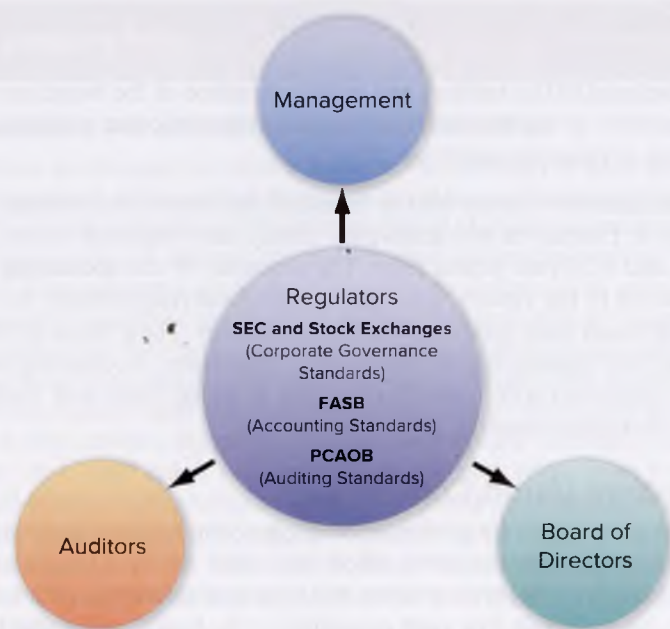 Management
Regulators
SEC and Stock Exchanges
(Corporate Governance
Standards)
FASB
(Accounting Standards)
PCAOB
(Auditing Standards)
Auditors
Board of
Directors